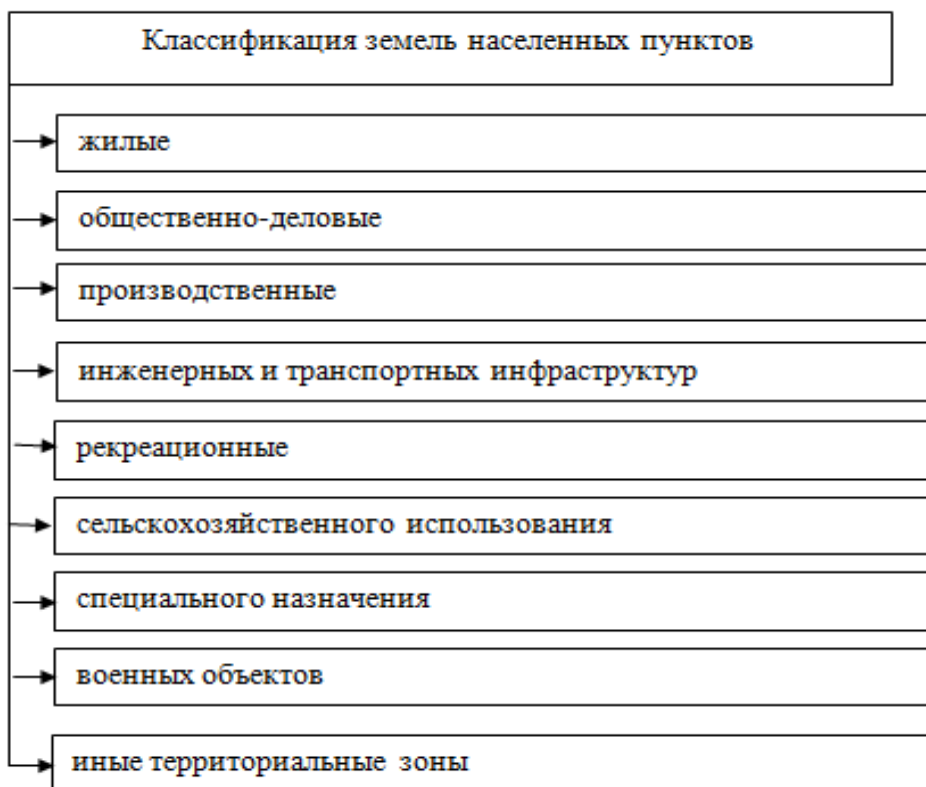 Классификация земель населенных пунктов
жилые
общественно-деловые
производственные
инженерных и транспортных инфраструктур
рекреационные
сельскохозяйственного использования
специального назначения
военных объектов
иные территориальные зоны